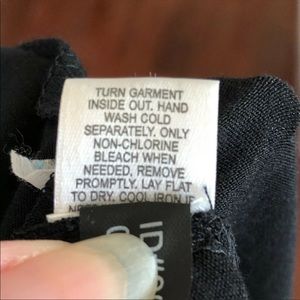 TURN GARMENT
INSIDE OUT. HAND
WASH COLD
SEPARATELY. ONLY
NON-CHLORINE
BLEACH WHEN
NEEDED, REMOVE
PROMPTLY. LAY FLAT
TO DRY. COOL IRON IF